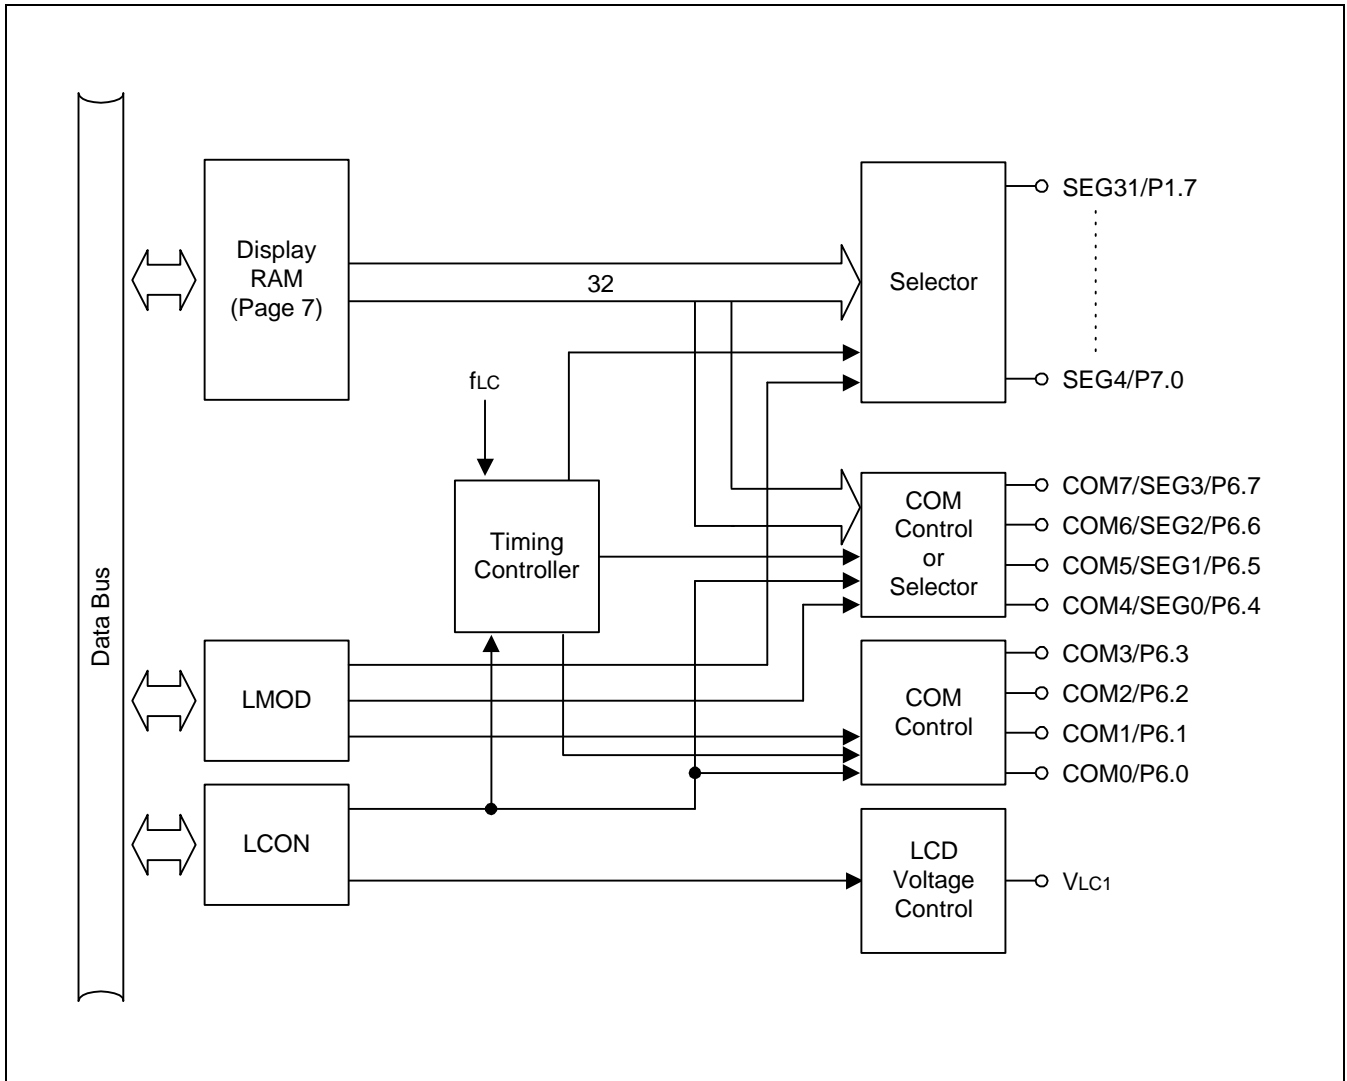 Data Bus
Display
RAM
(Page 7)
32
Selector
SEG31/P1.7
SEG4/P7.0
fLC
Timing
Controller
COM
Control
or
Selector
COM7/SEG3/P6.7
COM6/SEG2/P6.6
COM5/SEG1/P6.5
COM4/SEG0/P6.4
LMOD
COM
Control
COM3/P6.3
COM2/P6.2
COM1/P6.1
COM0/P6.0
LCON
LCD
Voltage
Control
VLC1